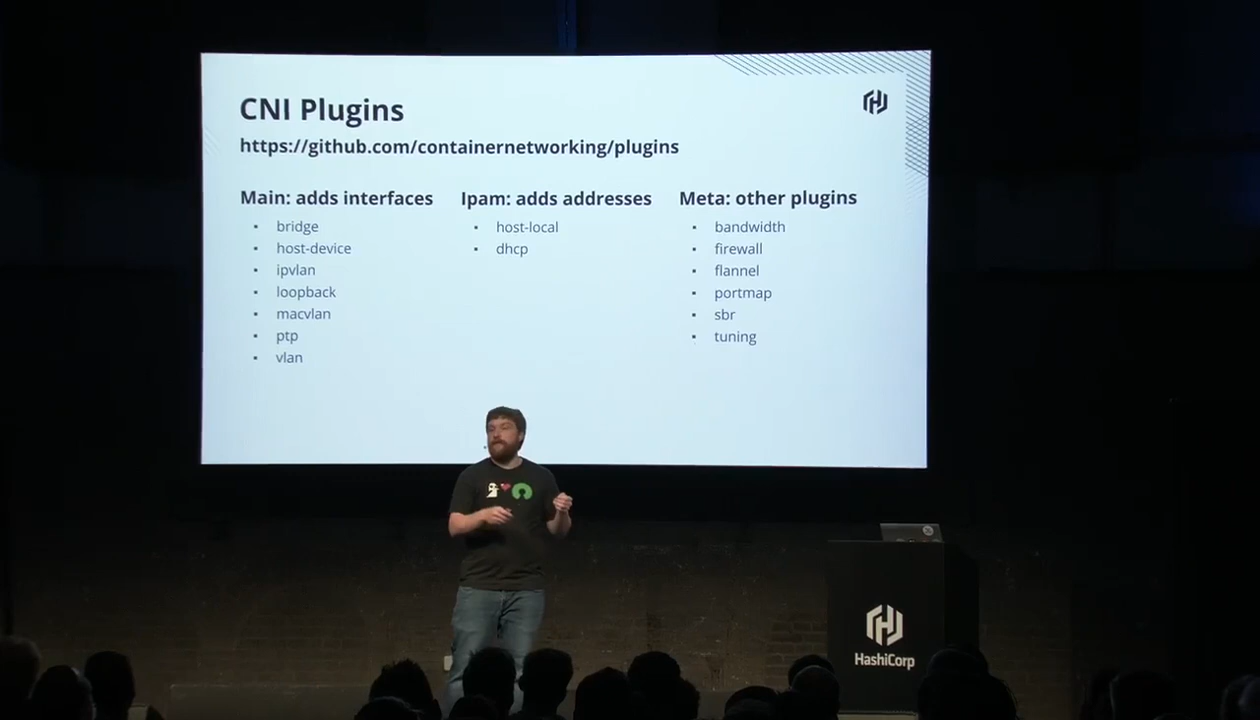 CNI Plugins
https://github.com/containernetworking/plugins
Main: adds interfaces
bridge
host-device
ipvlan
loopback
macvlan
ptp
vlan
Ipam: adds addresses
host-local
dhcp
Meta: other plugins
bandwidth
firewall
flannel
portmap
sbr
tuning
HashiCorp